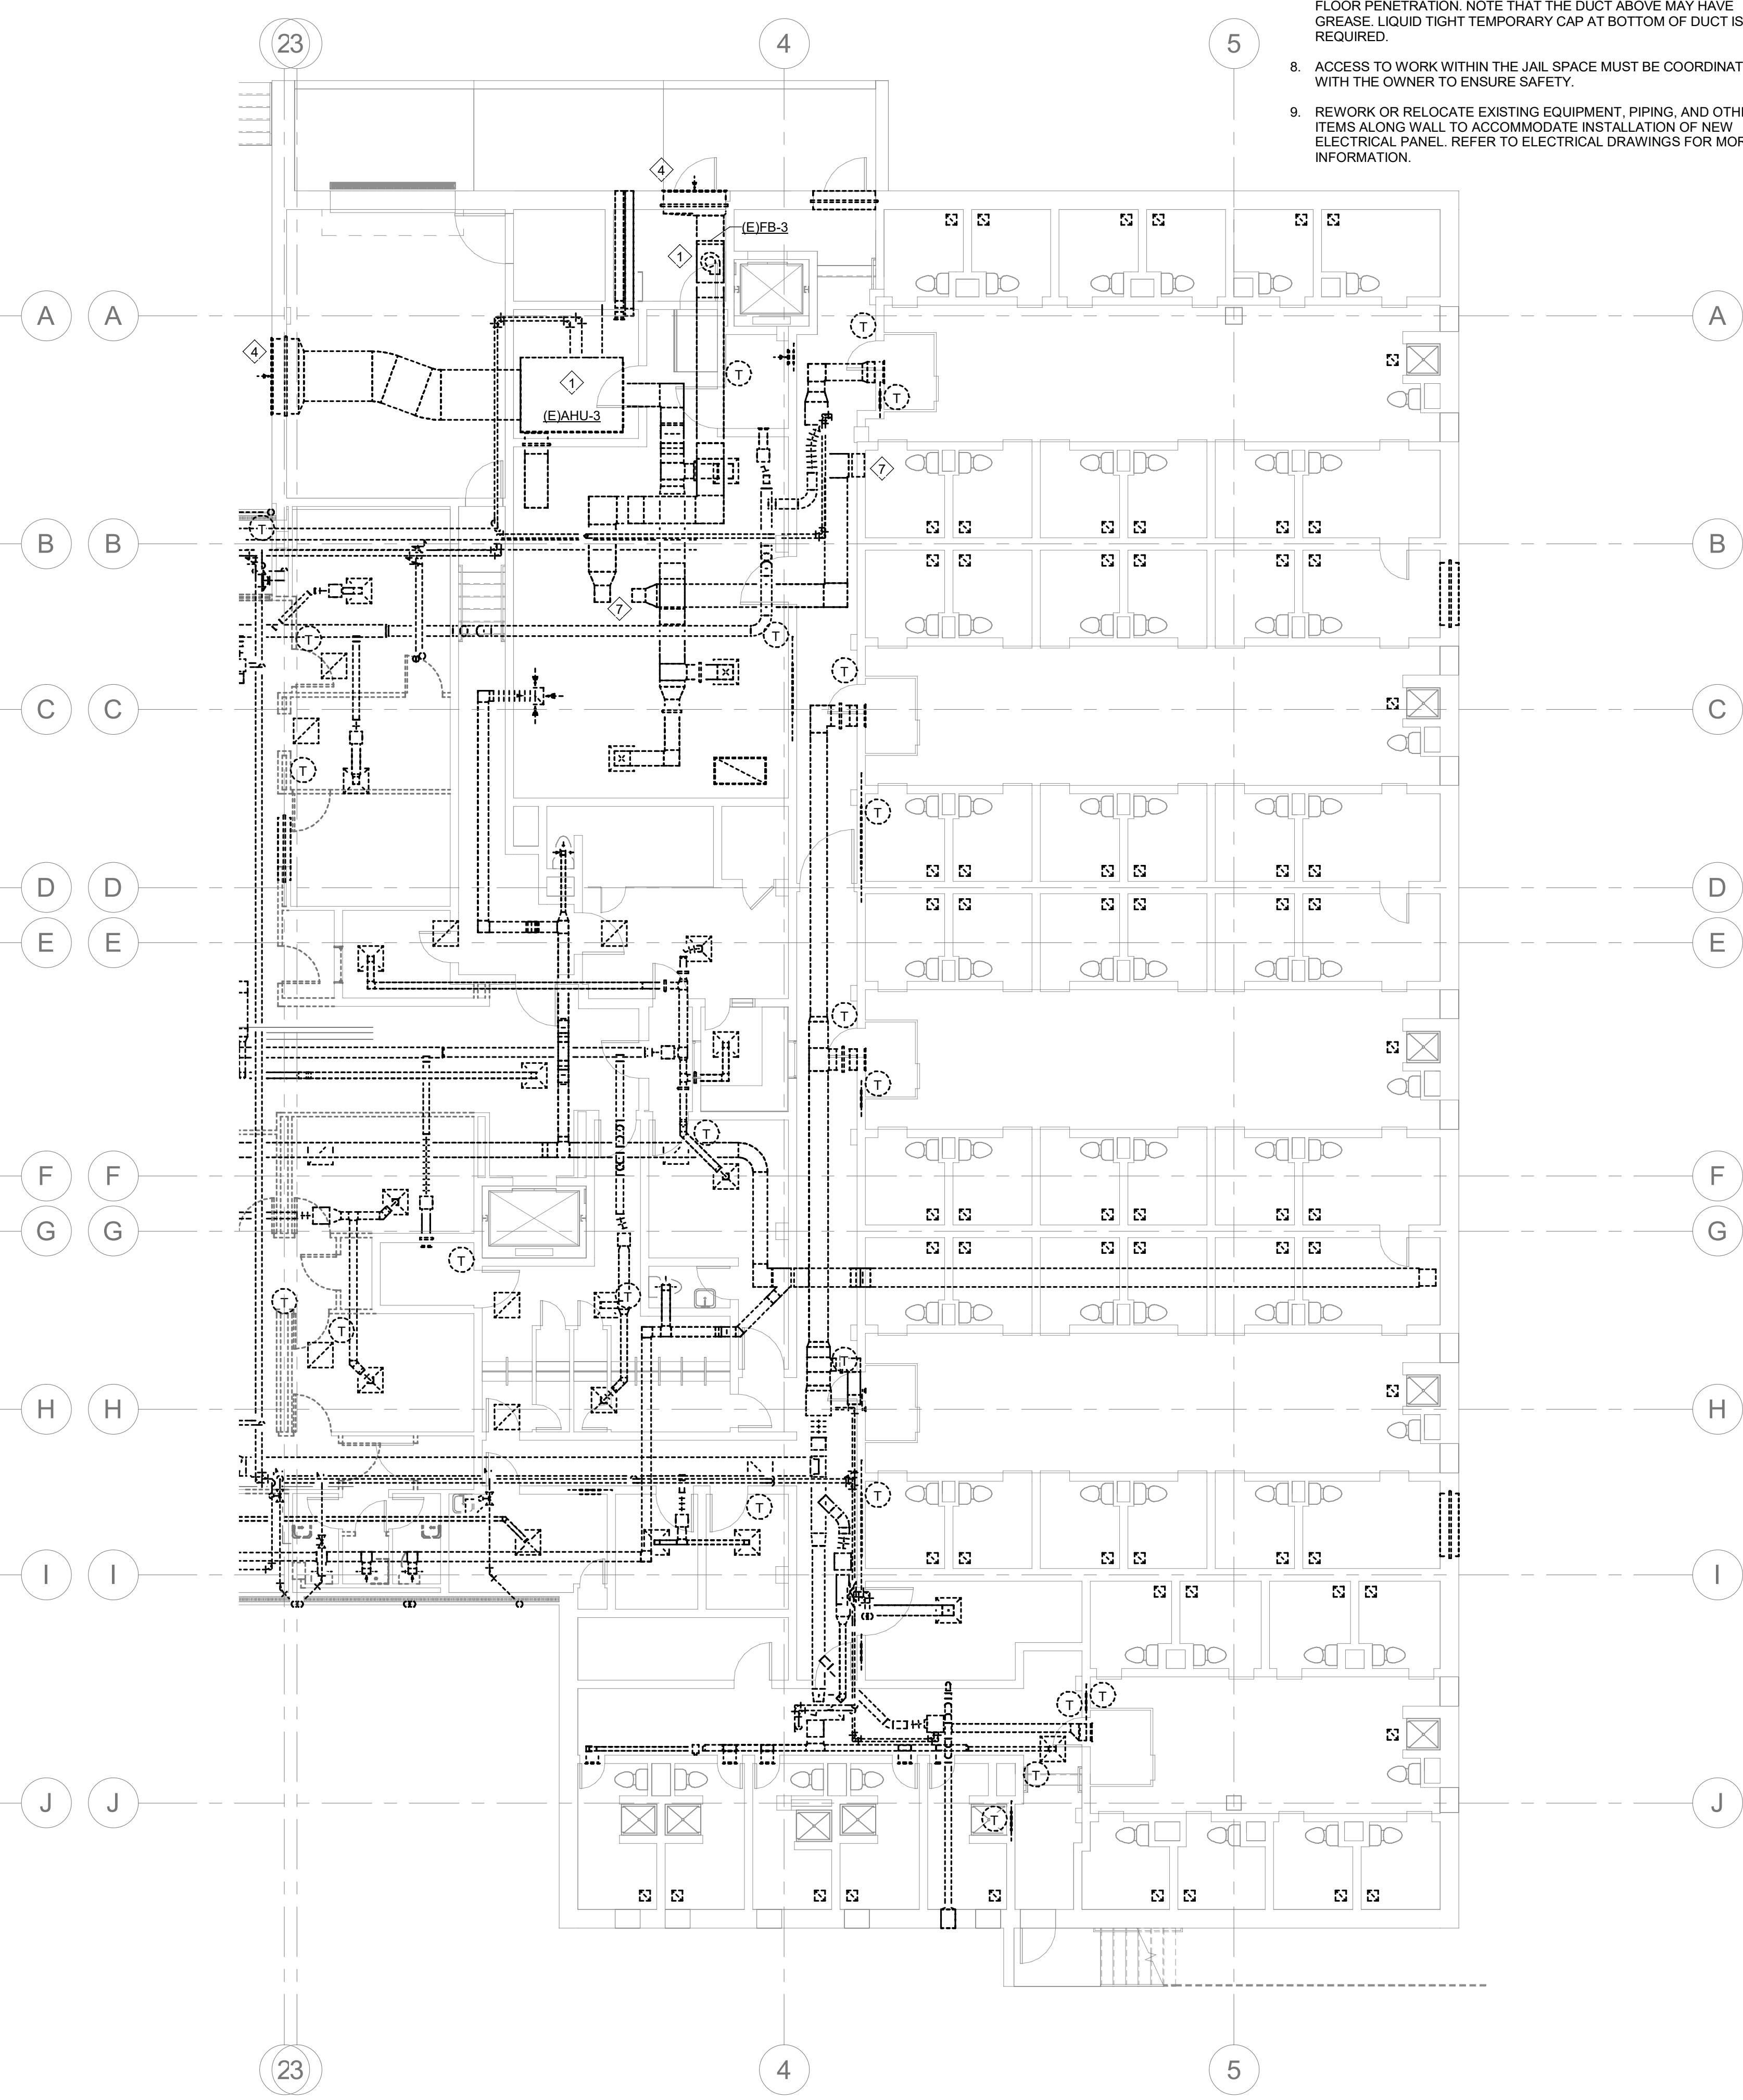 FLOOR PENETRATION. NOTE THAT THE DUCT ABOVE MAY HAVE
GREASE. LIQUID TIGHT TEMPORARY CAP AT BOTTOM OF DUCT IS
REQUIRED.
8. ACCESS TO WORK WITHIN THE JAIL SPACE MUST BE COORDINAT
WITH THE OWNER TO ENSURE SAFETY.
9. REWORK OR RELOCATE EXISTING EQUIPMENT, PIPING, AND OTH
ITEMS ALONG WALL TO ACCOMMODATE INSTALLATION OF NEW
ELECTRICAL PANEL. REFER TO ELECTRICAL DRAWINGS FOR MOR
INFORMATION.
2 3 4 5
4
(E)FB-3
1
A A A
T
4
T
1
T
(E)AHU-3
7
T
B B B
7
T T
T
C C C
T
T
D D D
E E E
T
T
T
F F F
G G G
T
T T
T
T
H H H
T
T
I I I
T T
T
J J J
T
2 3 4 5